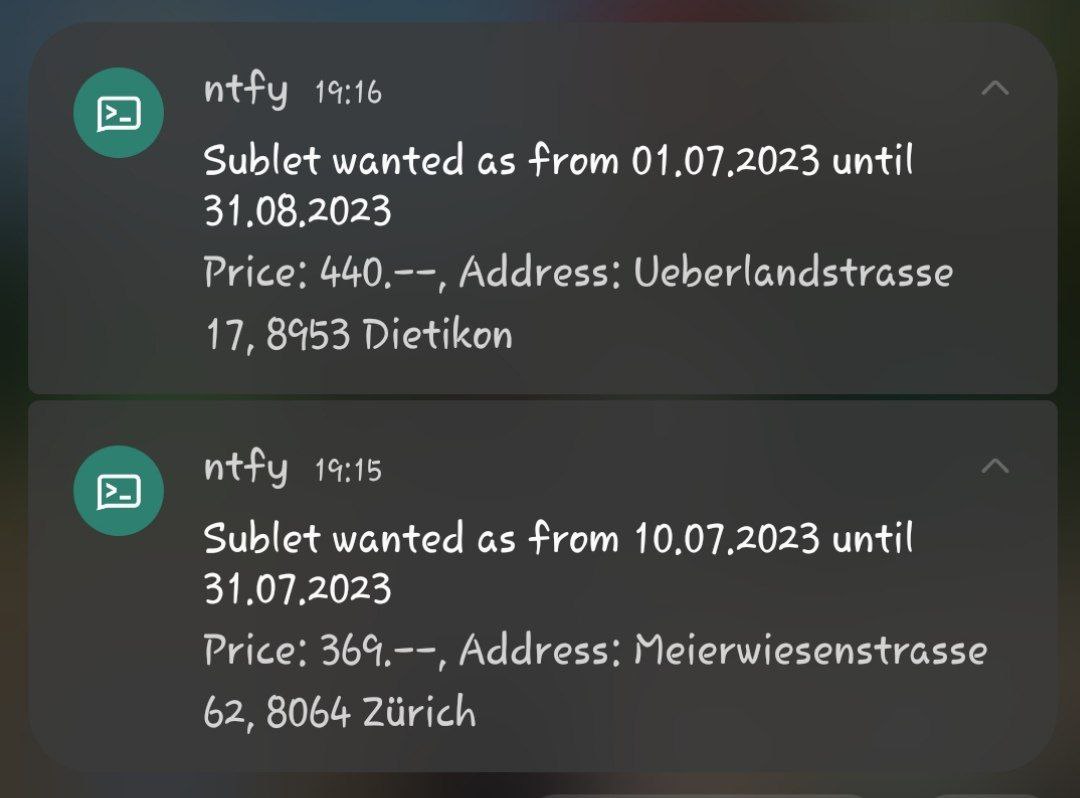 ntfy 19:16
Sublet wanted as from 01.07.2023 until
31.08.2023
Price: 440.--, Address: Ueberlandstrasse
17, 8953 Dietikon
ntfy 19:15
Sublet wanted as from 10.07.2023 until
31.07.2023
Price: 369.--, Address: Meierwiesenstrasse
62, 8064 Zürich